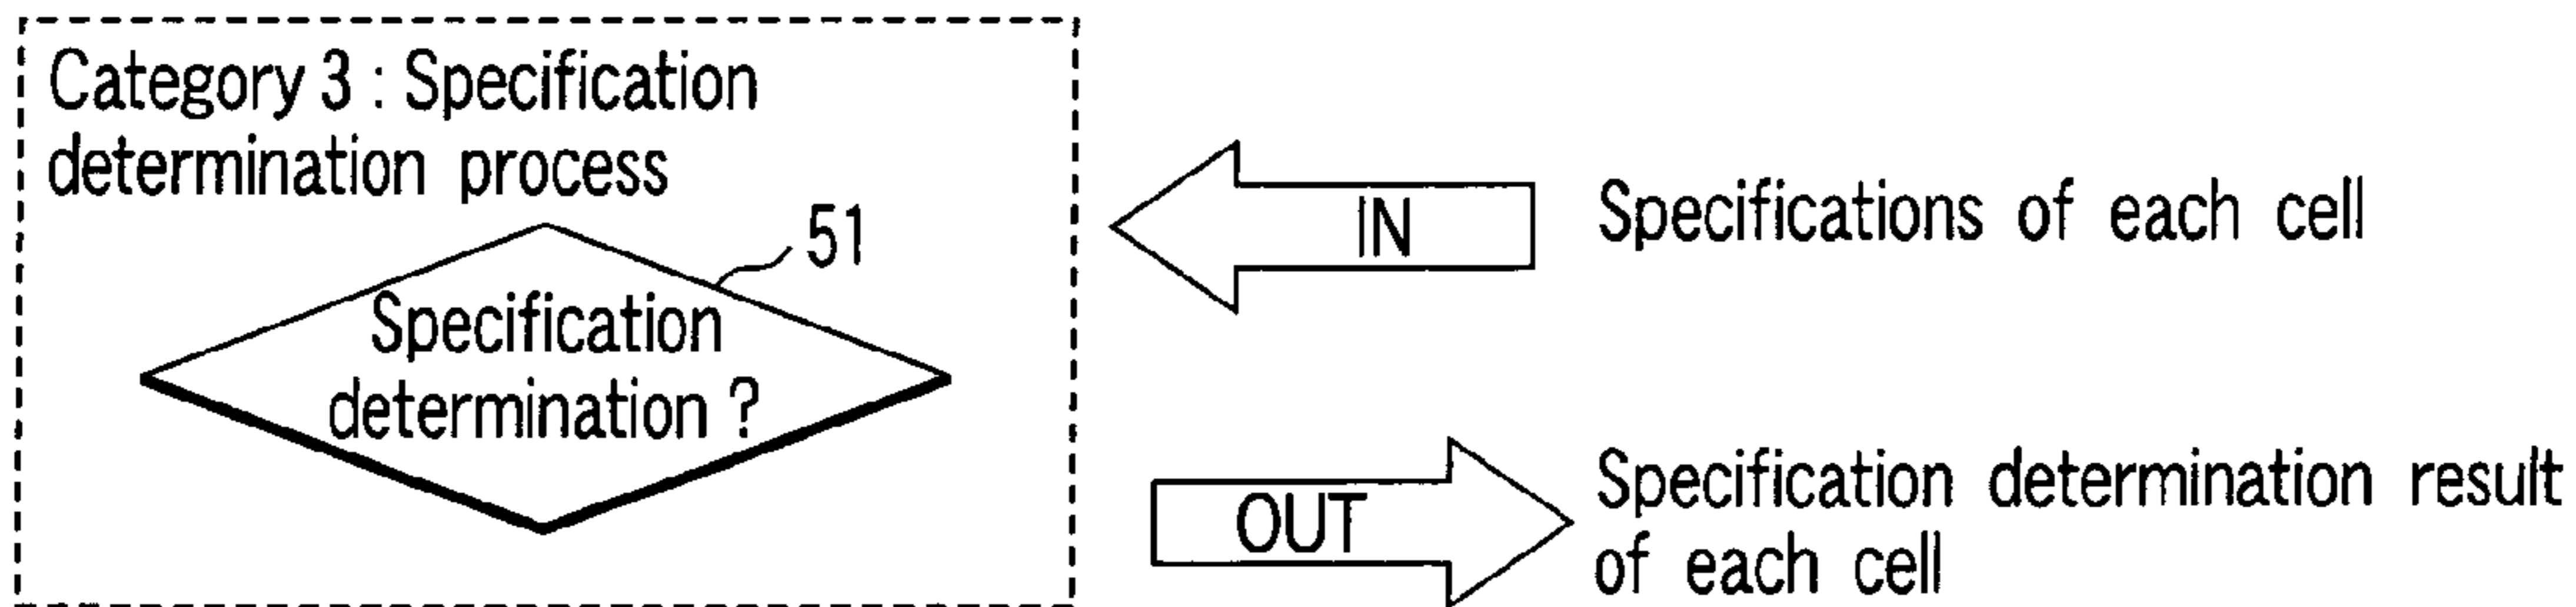 Category 3 : Specification
determination process
51
Specification
determination ?
IN
Specifications of each cell
OUT
Specification determination result
of each cell